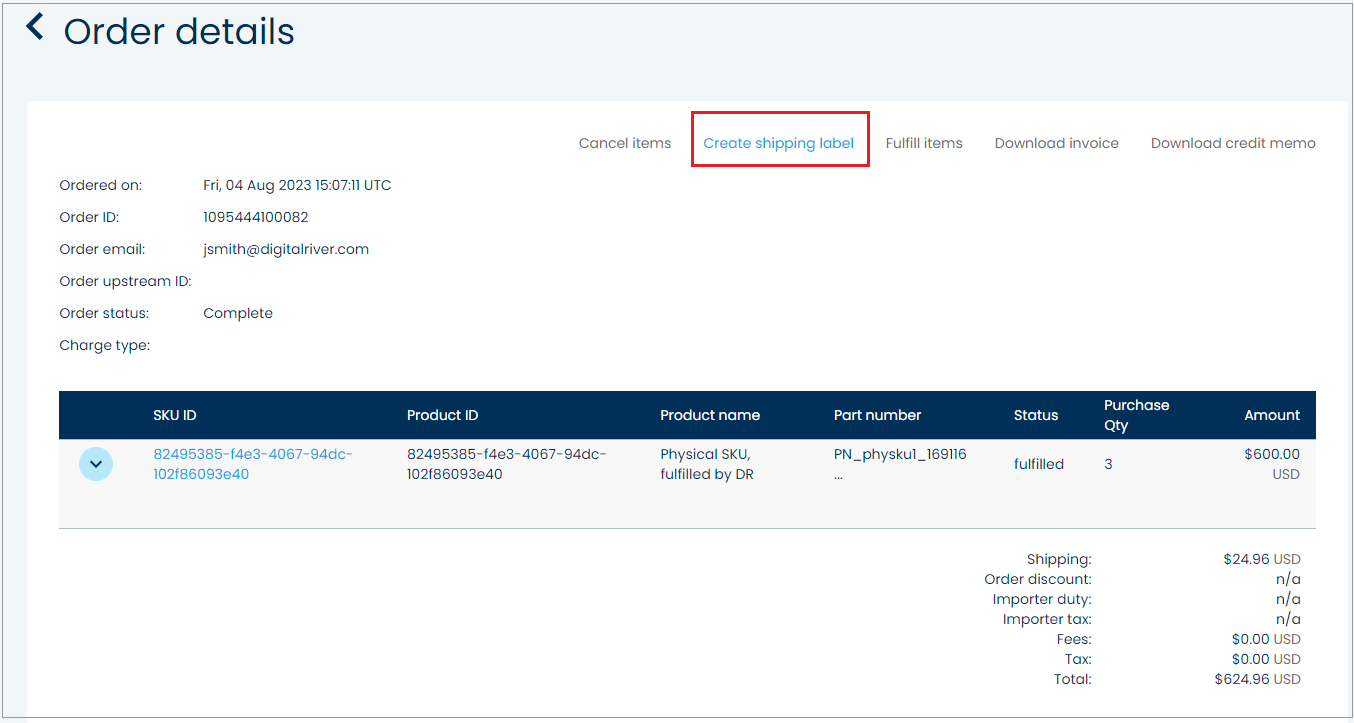 Order details
Cancel items Create shipping label Fulfill items Download invoice Download credit memo
Ordered on: Fri, 04 Aug 2023 15:07:11 UTC
Order ID: 1095444100082
Order email: jsmith@digitalriver.com
Order upstream ID:
Order status: Complete
Charge type:
SKU ID Product ID Product name Part number Status Purchase Qty Amount
82495385-f4e3-4067-94dc- 82495385-f4e3-4067-94dc- Physical SKU, PN_physku1_169116 fulfilled 3 $600.00
102f86093e40 102f86093e40 fulfilled by DR ... USD
Shipping: $24.96 USD
Order discount: n/a
Importer duty: n/a
Importer tax: n/a
Fees: $0.00 USD
Tax: $0.00 USD
Total: $624.96 USD